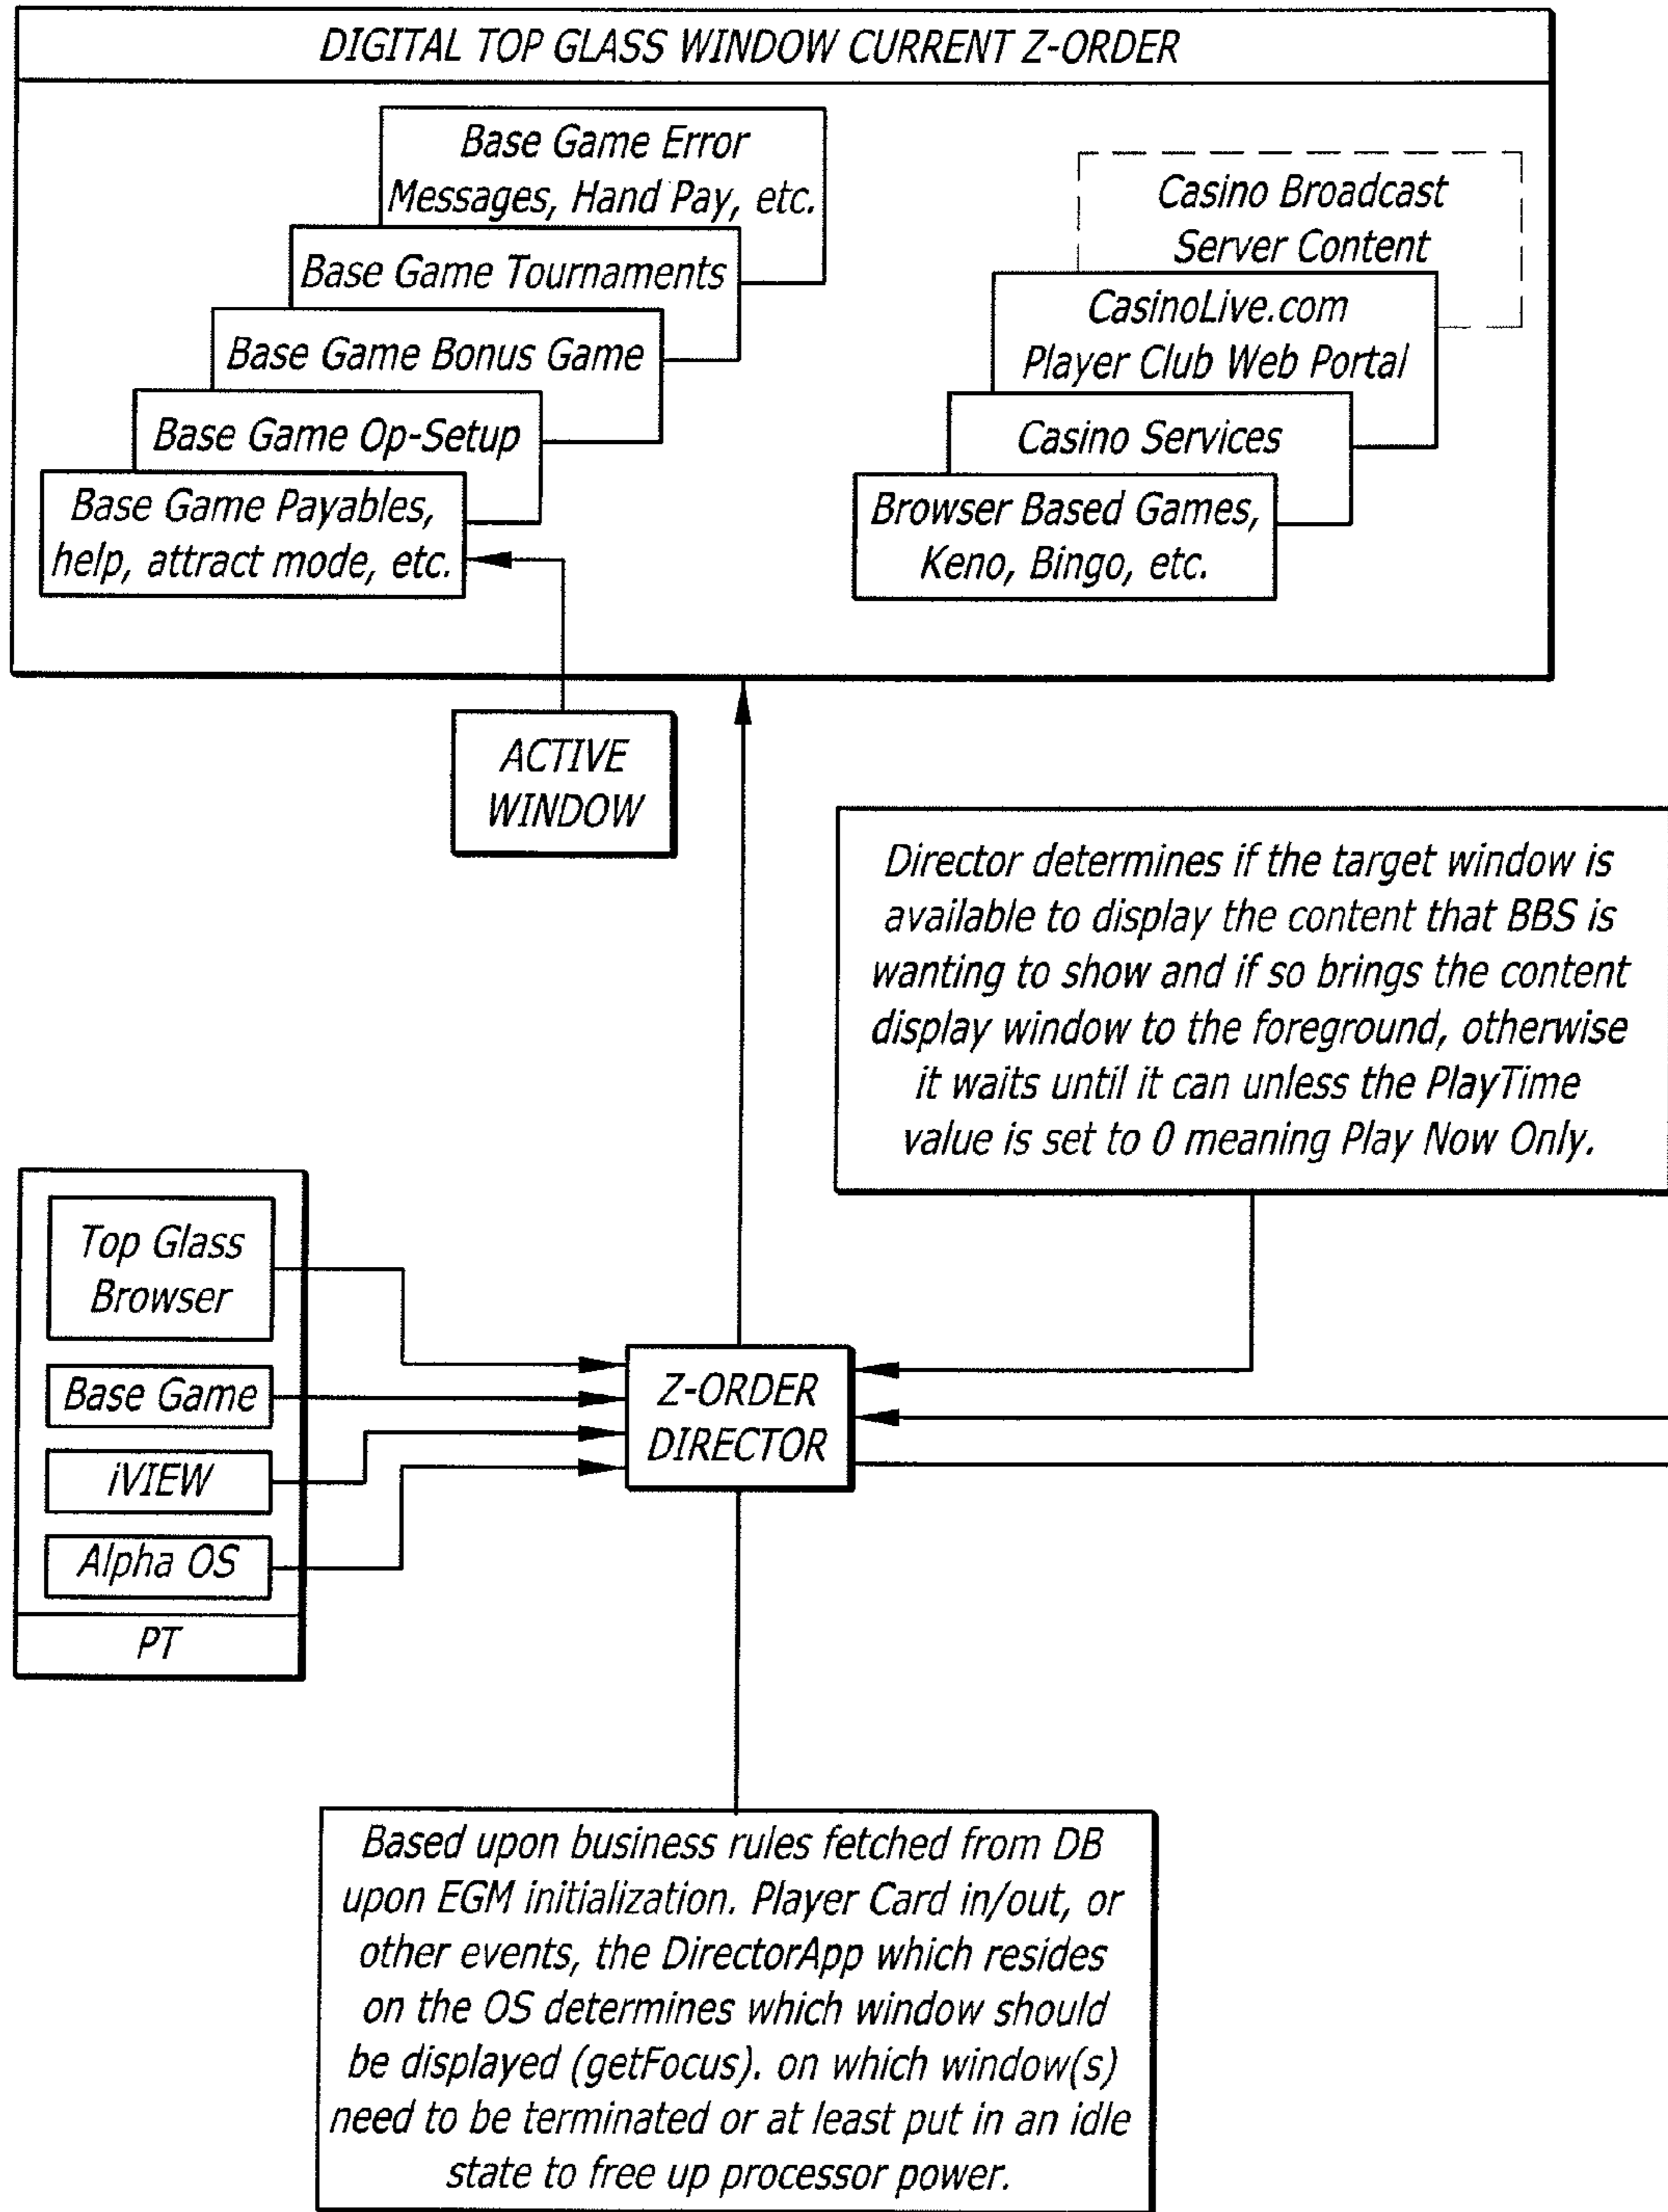 DIGITAL TOP GLASS WINDOW CURRENT Z-ORDER
Base Game Error
Messages, Hand Pay, etc.
Base Game Tournaments
Base Game Bonus Game
Base Game Op-Setup
Base Game Payables,
help, attract mode, etc.
Casino Broadcast
Server Content
CasinoLive.com
Player Club Web Portal
Casino Services
Browser Based Games,
Keno, Bingo, etc.
ACTIVE
WINDOW
Director determines if the target window is
available to display the content that BBS is
wanting to show and if so brings the content
display window to the foreground, otherwise
it waits until it can unless the PlayTime
value is set to 0 meaning Play Now Only.
Top Glass
Browser
Base Game
iVIEW
Alpha OS
PT
Z-ORDER
DIRECTOR
Based upon business rules fetched from DB
upon EGM initialization. Player Card in/out, or
other events, the DirectorApp which resides
on the OS determines which window should
be displayed (getFocus). on which window(s)
need to be terminated or at least put in an idle
state to free up processor power.